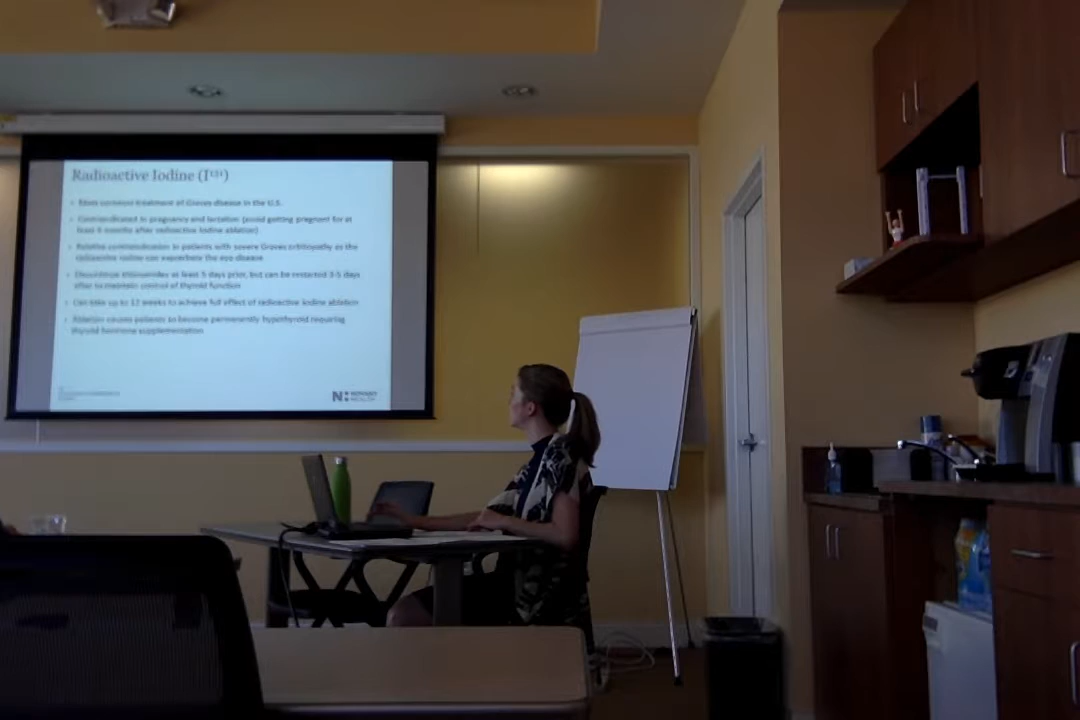 Radioactive Iodine (I¹³¹)
Most common treatment of Graves disease in the U.S.
Contraindicated in pregnancy and lactation (avoid getting pregnant for at
least 6 months after radioactive iodine ablation)
Relative contraindication in patients with severe Graves as the
radioactive iodine can exacerbate the eye disease
Discontinue thionamides at least 5 days prior, but can be restarted 3-5 days
after to maintain control of thyroid function
Can take up to 12 weeks to achieve full effect of radioactive iodine ablation
Ablation causes patients to become permanently hypothyroid requiring
thyroid hormone supplementation
N
HEALTH